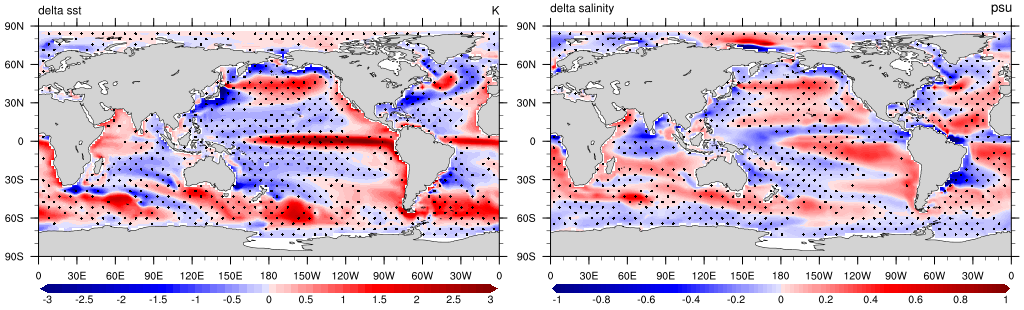 delta sst K
delta salinity psu
90N 90N
60N 60N
30N 30N
0 0
30S 30S
60S 60S
90S 90S
0 30E 60E 90E 120E 150E 180 150W 120W 90W 60W 30W 0
0 30E 60E 90E 120E 150E 180 150W 120W 90W 60W 30W 0
-3 -2.5 -2 -1.5 -1 -0.5 0 0.5 1 1.5 2 2.5 3
-1 -0.8 -0.6 -0.4 -0.2 0 0.2 0.4 0.6 0.8 1